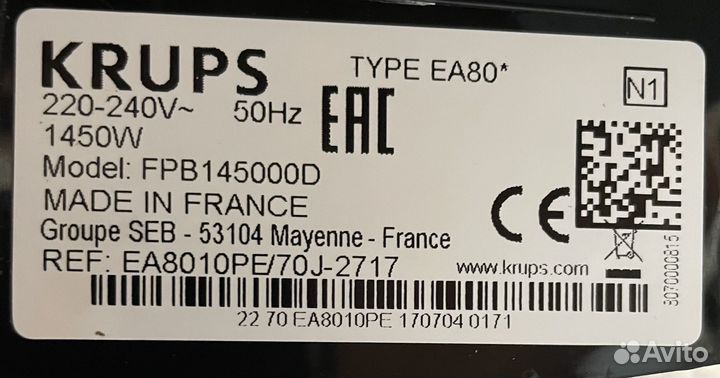 KRUPS TYPE EA80*
N1
220-240V~ 50Hz EAC
1450W
Model: FPB145000D
MADE IN FRANCE CE
Groupe SEB - 53104 Mayenne - France
REF: EA8010PE/70J-2717 www.krups.com
8070000815
22 70 EA8010PE 170704 0171
Avito